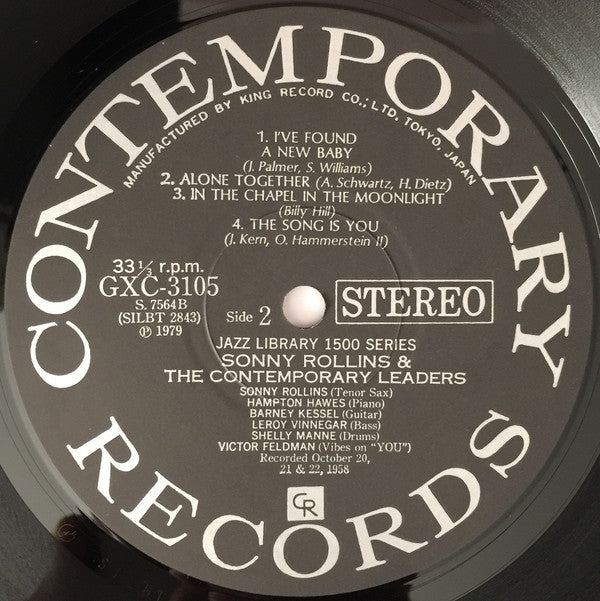 CONTEMPORARY
RECORDS
MANUFACTURED BY KING RECORD CO., LTD. TOKYO, JAPAN
1. I'VE FOUND
A NEW BABY
(J. Palmer, S. Williams)
2. ALONE TOGETHER (A. Schwartz, H. Dietz)
3. IN THE CHAPEL IN THE MOONLIGHT
(Billy Hill)
4. THE SONG IS YOU
(J. Kern, O. Hammerstein II)
33 1/3 r.p.m.
GXC-3105
S. 7564B
(SILBT 2843)
Ⓟ 1979
Side 2
STEREO
JAZZ LIBRARY 1500 SERIES
SONNY ROLLINS &
THE CONTEMPORARY LEADERS
SONNY ROLLINS (Tenor Sax)
HAMPTON HAWES (Piano)
BARNEY KESSEL (Guitar)
LEROY VINNEGAR (Bass)
SHELLY MANNE (Drums)
VICTOR FELDMAN (Vibes on "YOU")
Recorded October 20,
21 & 22, 1958
CR